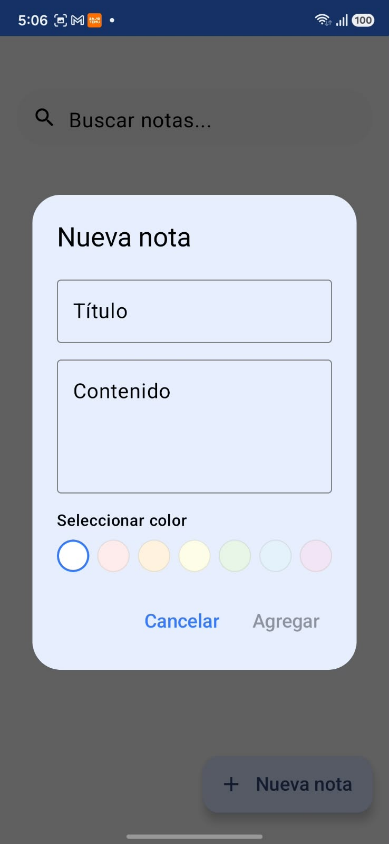 5:06
100
Buscar notas...
Nueva nota
Título
Contenido
Seleccionar color
Cancelar Agregar
+ Nueva nota